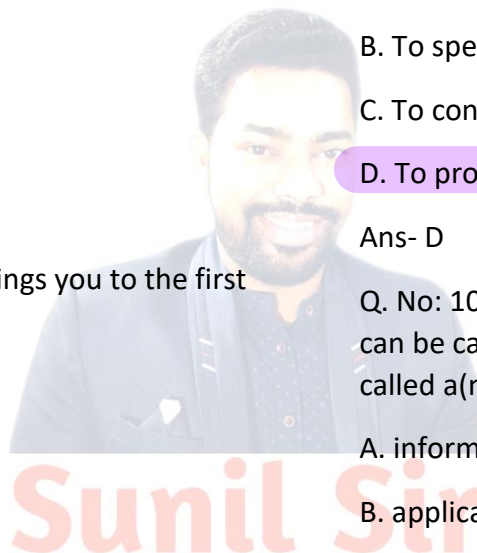 ings you to the first
B. To spe
C. To con
D. To pro
Ans- D
Q. No: 10
can be ca
called a(n
A. inform
B. applica
Sunil Sin